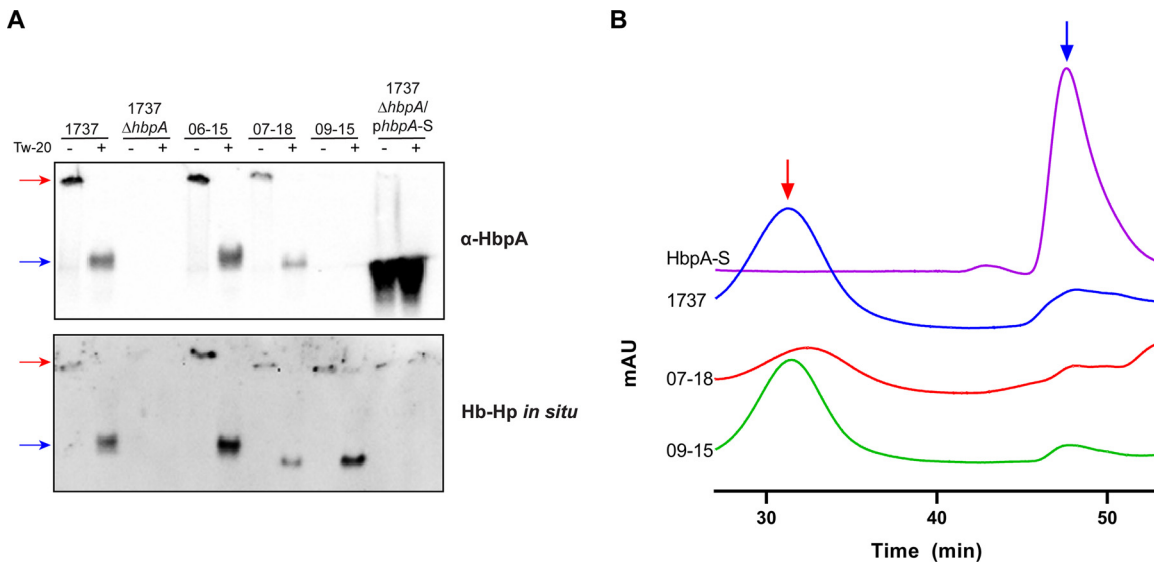 A
1737
ΔhbpA
1737
ΔhbpA/
phbpA-S
1737
06-15
07-18
09-15
Tw-20
- + - + - + - + - + - +
α-HbpA
Hb-Hp in situ
B
HbpA-S
1737
07-18
09-15
mAU
30 40 50
Time (min)